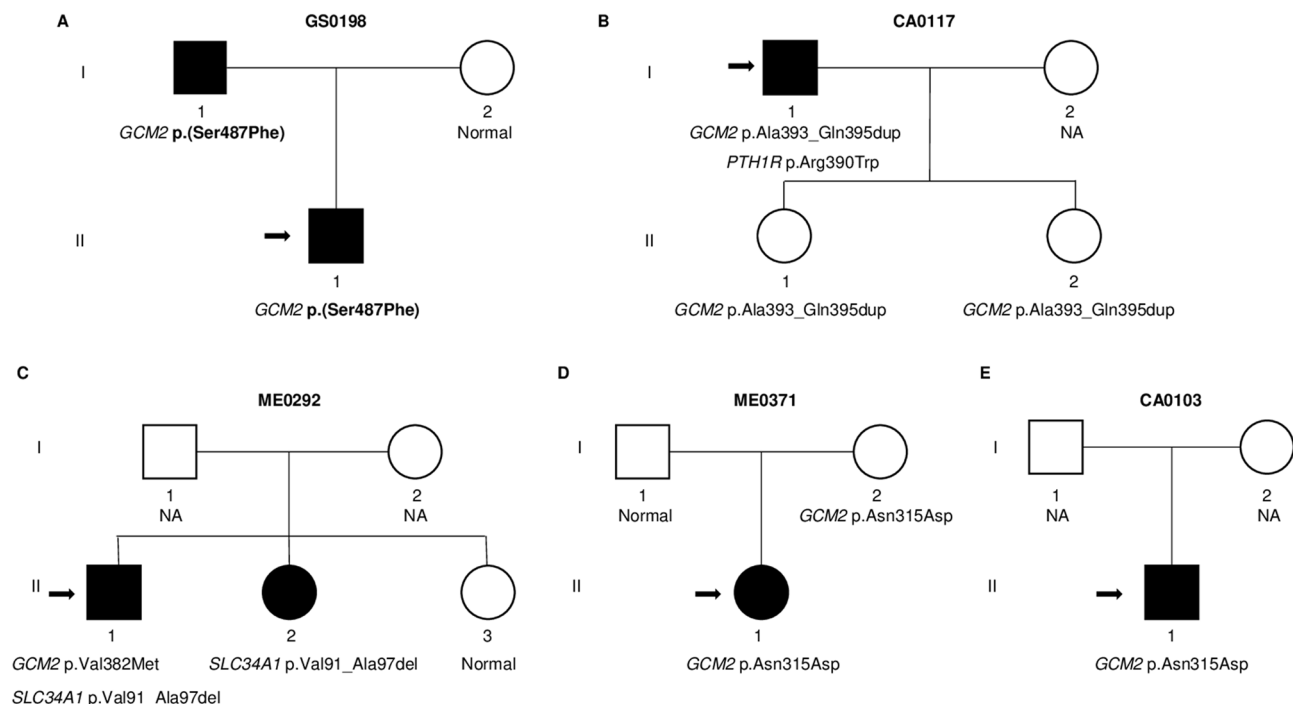 A GS0198 B CA0117
I I
1 2 1 2
GCM2 p.(Ser487Phe) Normal GCM2 p.Ala393_Gln395dup NA
PTH1R p.Arg390Trp
II II
1 1 2
GCM2 p.(Ser487Phe) GCM2 p.Ala393_Gln395dup GCM2 p.Ala393_Gln395dup
C D E
ME0292 ME0371 CA0103
I I I
1 2 1 2 1 2
NA NA Normal GCM2 p.Asn315Asp NA NA
II II II
1 2 3 1 1
GCM2 p.Val382Met SLC34A1 p.Val91_Ala97del Normal GCM2 p.Asn315Asp GCM2 p.Asn315Asp
SLC34A1 p.Val91_Ala97del